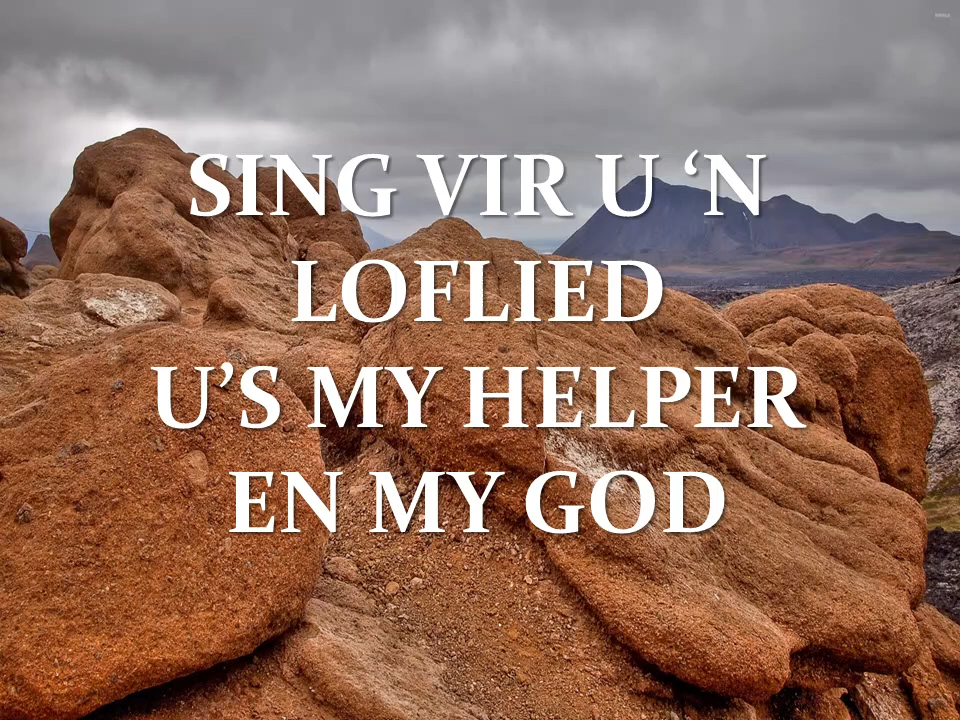 SING VIR U ‘N
LOFLIED
U’S MY HELPER
EN MY GOD